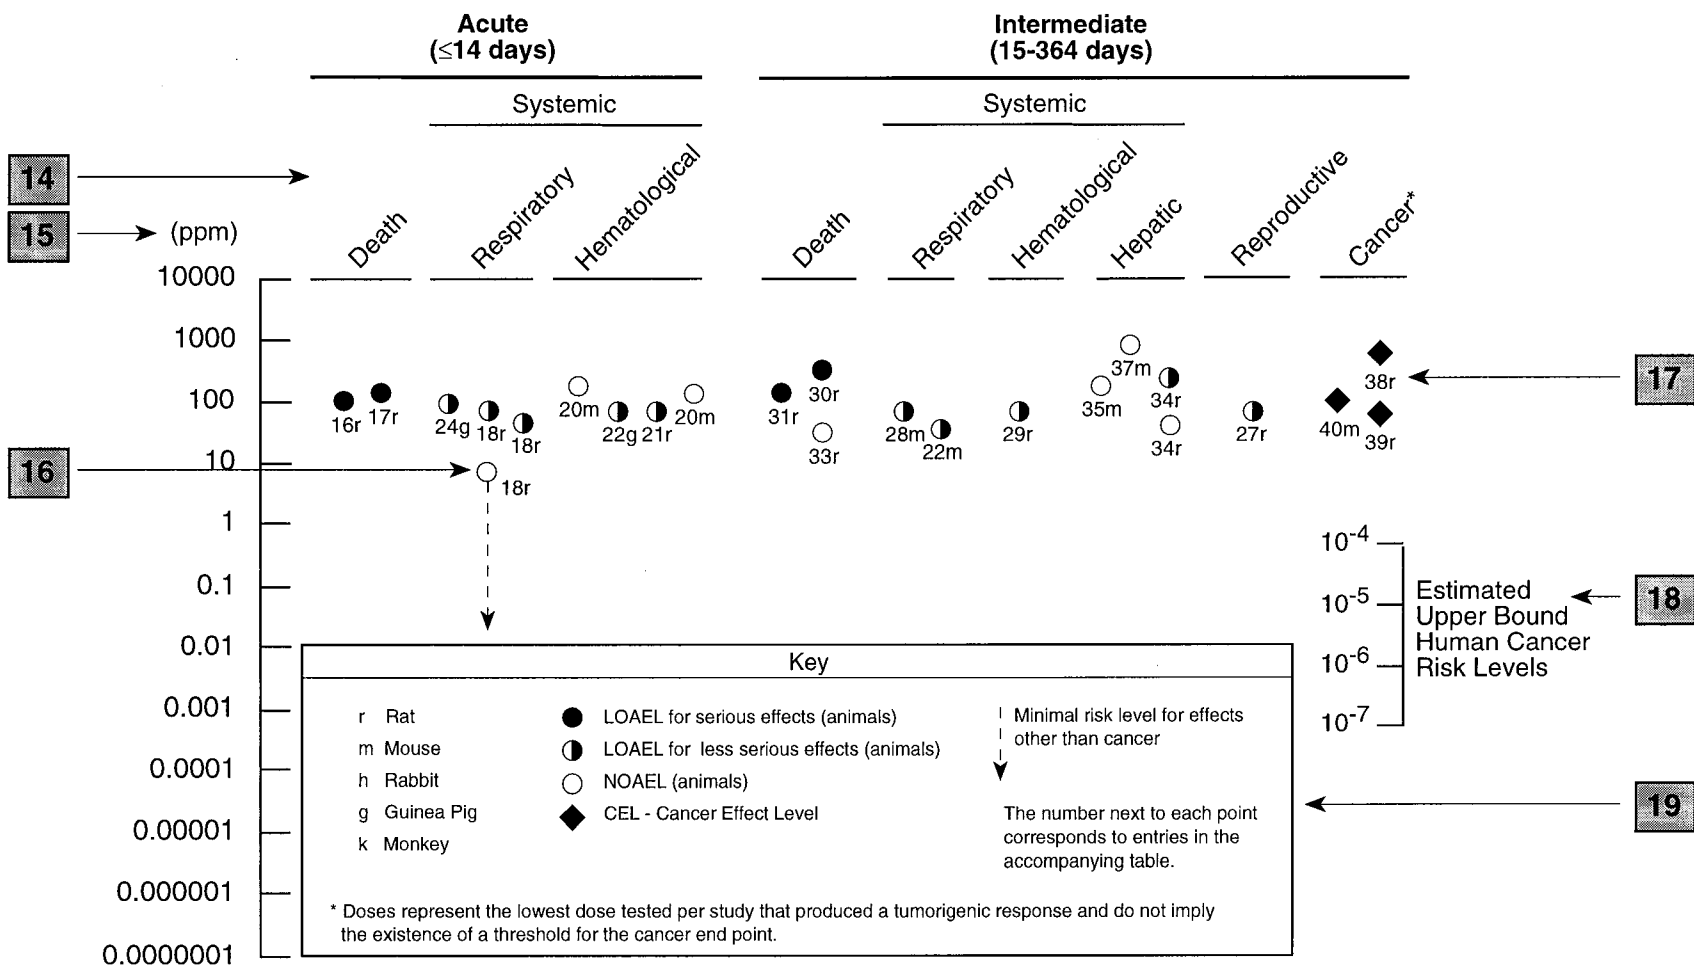 Acute
(≤14 days)
Intermediate
(15-364 days)
Systemic
Systemic
14
15
(ppm)
Death
Respiratory
Hematological
Death
Respiratory
Hematological
Hepatic
Reproductive
Cancer*
10000
1000
100
10
1
0.1
0.01
0.001
0.0001
0.00001
0.000001
0.0000001
16r
17r
24g
18r
18r
18r
20m
22g
21r
20m
31r
30r
33r
28m
22m
29r
37m
35m
34r
34r
27r
40m
38r
39r
16
17
10-4
10-5
10-6
10-7
Estimated
Upper Bound
Human Cancer
Risk Levels
18
19
Key
r Rat
m Mouse
h Rabbit
g Guinea Pig
k Monkey
LOAEL for serious effects (animals)
LOAEL for less serious effects (animals)
NOAEL (animals)
CEL - Cancer Effect Level
Minimal risk level for effects
other than cancer
The number next to each point
corresponds to entries in the
accompanying table.
* Doses represent the lowest dose tested per study that produced a tumorigenic response and do not imply
the existence of a threshold for the cancer end point.